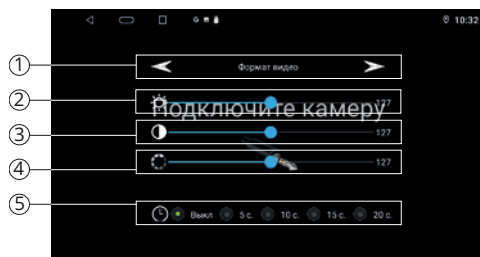 G 10:32
1 Формат видео
2 127
Подключите камеру
3 127
4 127
5 Выкл 5 с. 10 с. 15 с. 20 с.